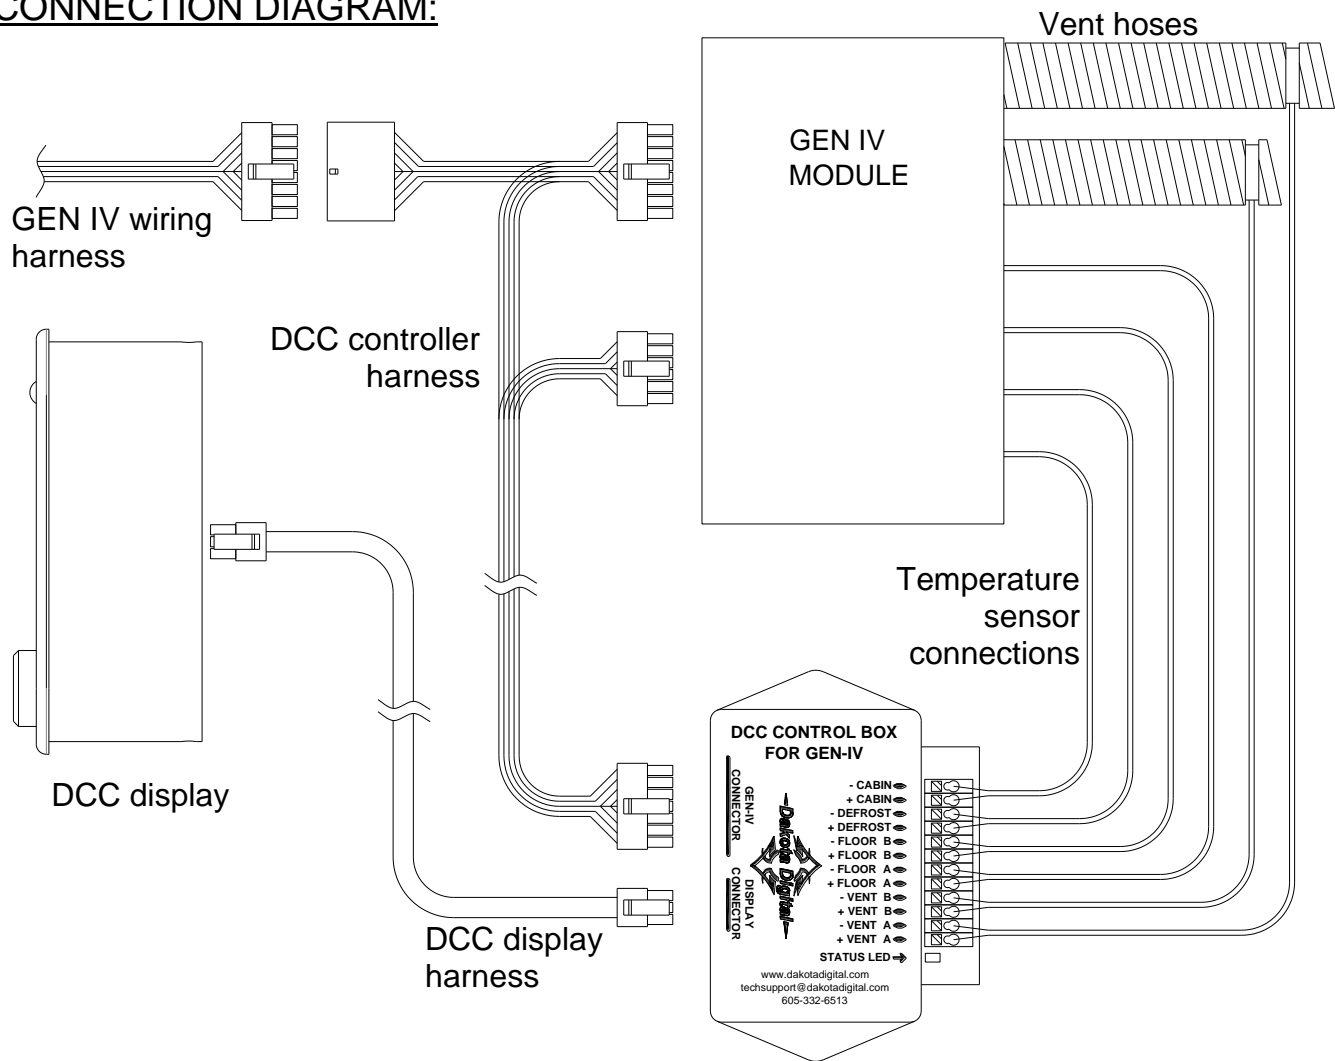 CONNECTION DIAGRAM:
Vent hoses
GEN IV
MODULE
GEN IV wiring
harness
DCC controller
harness
Temperature
sensor
connections
DCC display
DCC display
harness
DCC CONTROL BOX
FOR GEN-IV
GEN-IV
CONNECTOR
DISPLAY
CONNECTOR
Dakota Digital
- CABIN
+ CABIN
- DEFROST
+ DEFROST
- FLOOR B
+ FLOOR B
- FLOOR A
+ FLOOR A
- VENT B
+ VENT B
- VENT A
+ VENT A
STATUS LED
www.dakotadigital.com
techsupport@dakotadigital.com
605-332-6513